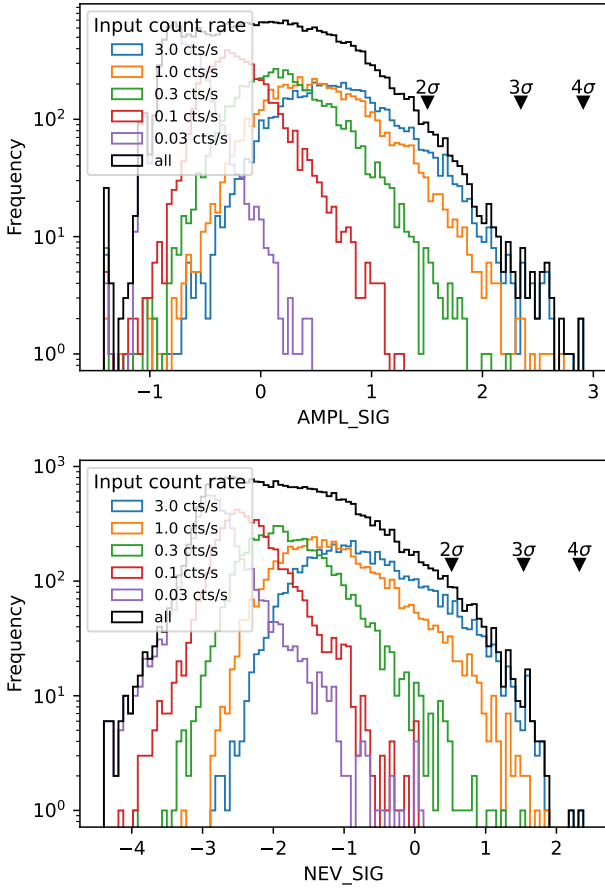 10²
10¹
10⁰
Frequency
Input count rate
3.0 cts/s
1.0 cts/s
0.3 cts/s
0.1 cts/s
0.03 cts/s
all
2σ 3σ 4σ
−1 0 1 2 3
AMPL_SIG
10³
10²
10¹
10⁰
Frequency
Input count rate
3.0 cts/s
1.0 cts/s
0.3 cts/s
0.1 cts/s
0.03 cts/s
all
2σ 3σ 4σ
−4 −3 −2 −1 0 1 2
NEV_SIG